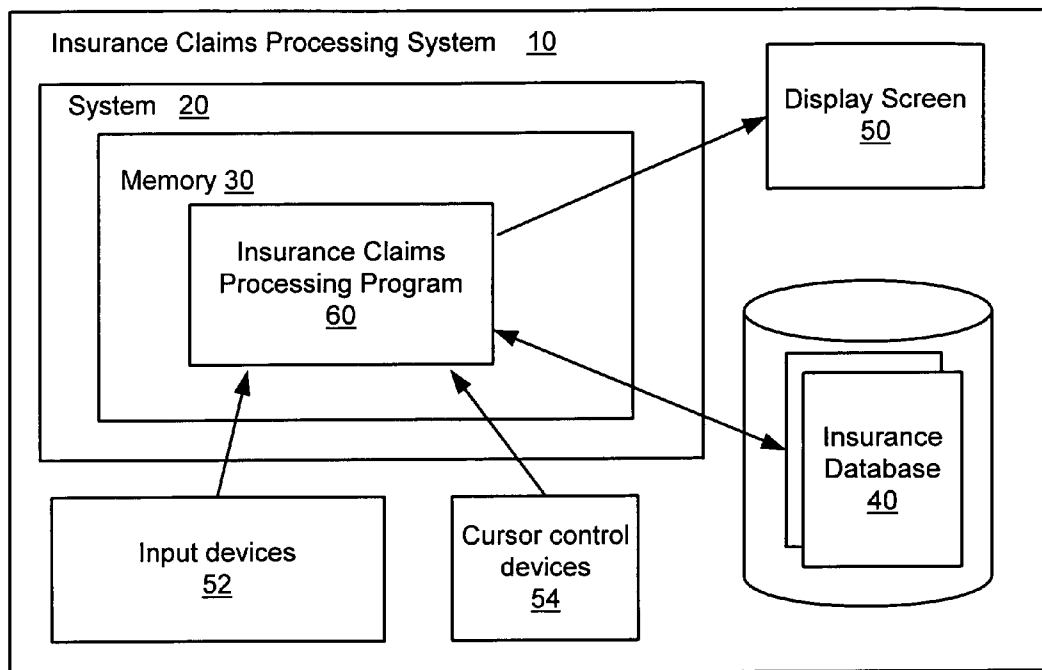 Insurance Claims Processing System 10
System 20
Memory 30
Insurance Claims
Processing Program
60
Display Screen
50
Insurance
Database
40
Input devices
52
Cursor control
devices
54